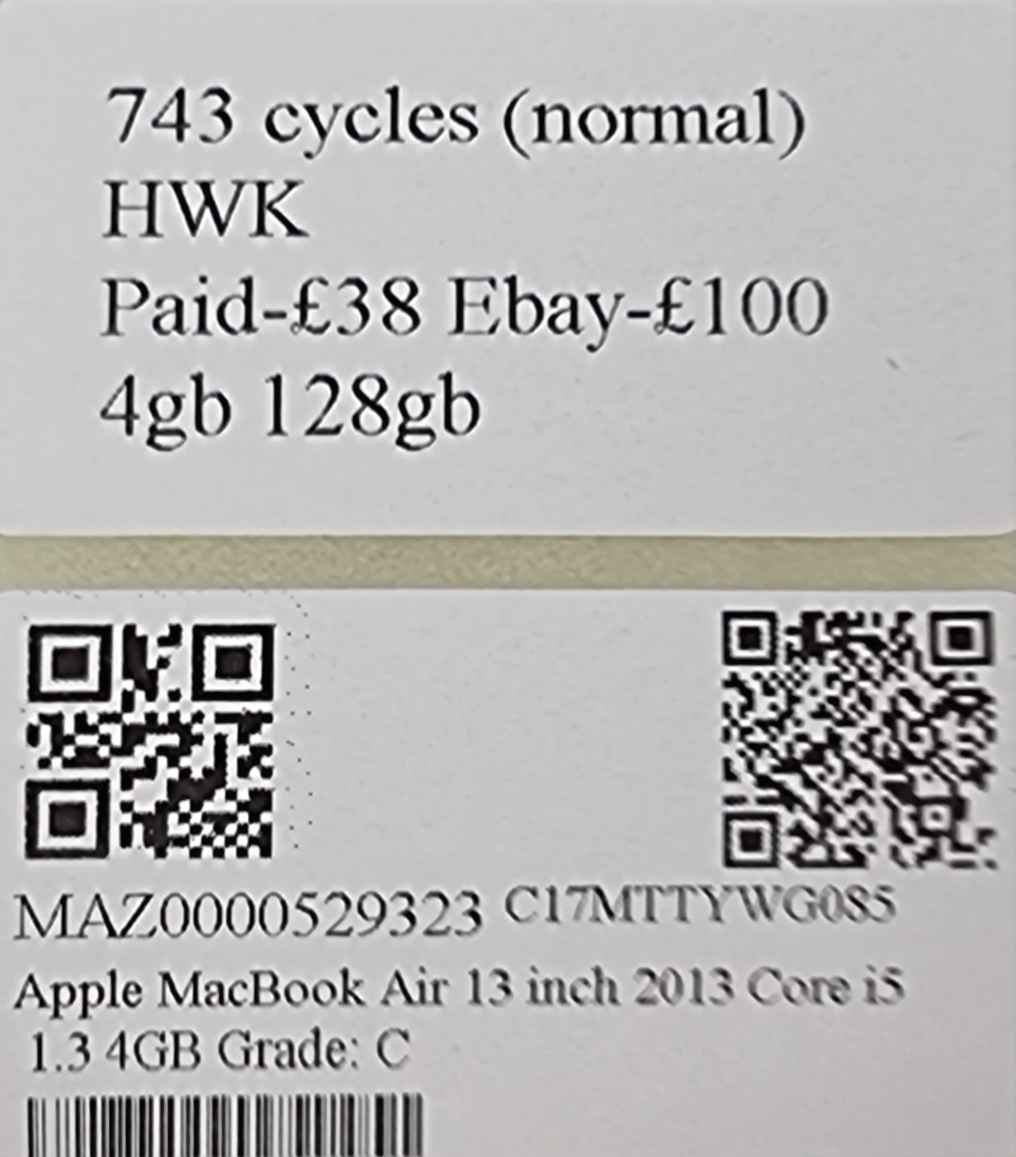 743 cycles (normal)
HWK
Paid-£38 Ebay-£100
4gb 128gb
MAZ0000529323 C17MTTYWG085
Apple MacBook Air 13 inch 2013 Core i5
1.3 4GB Grade: C